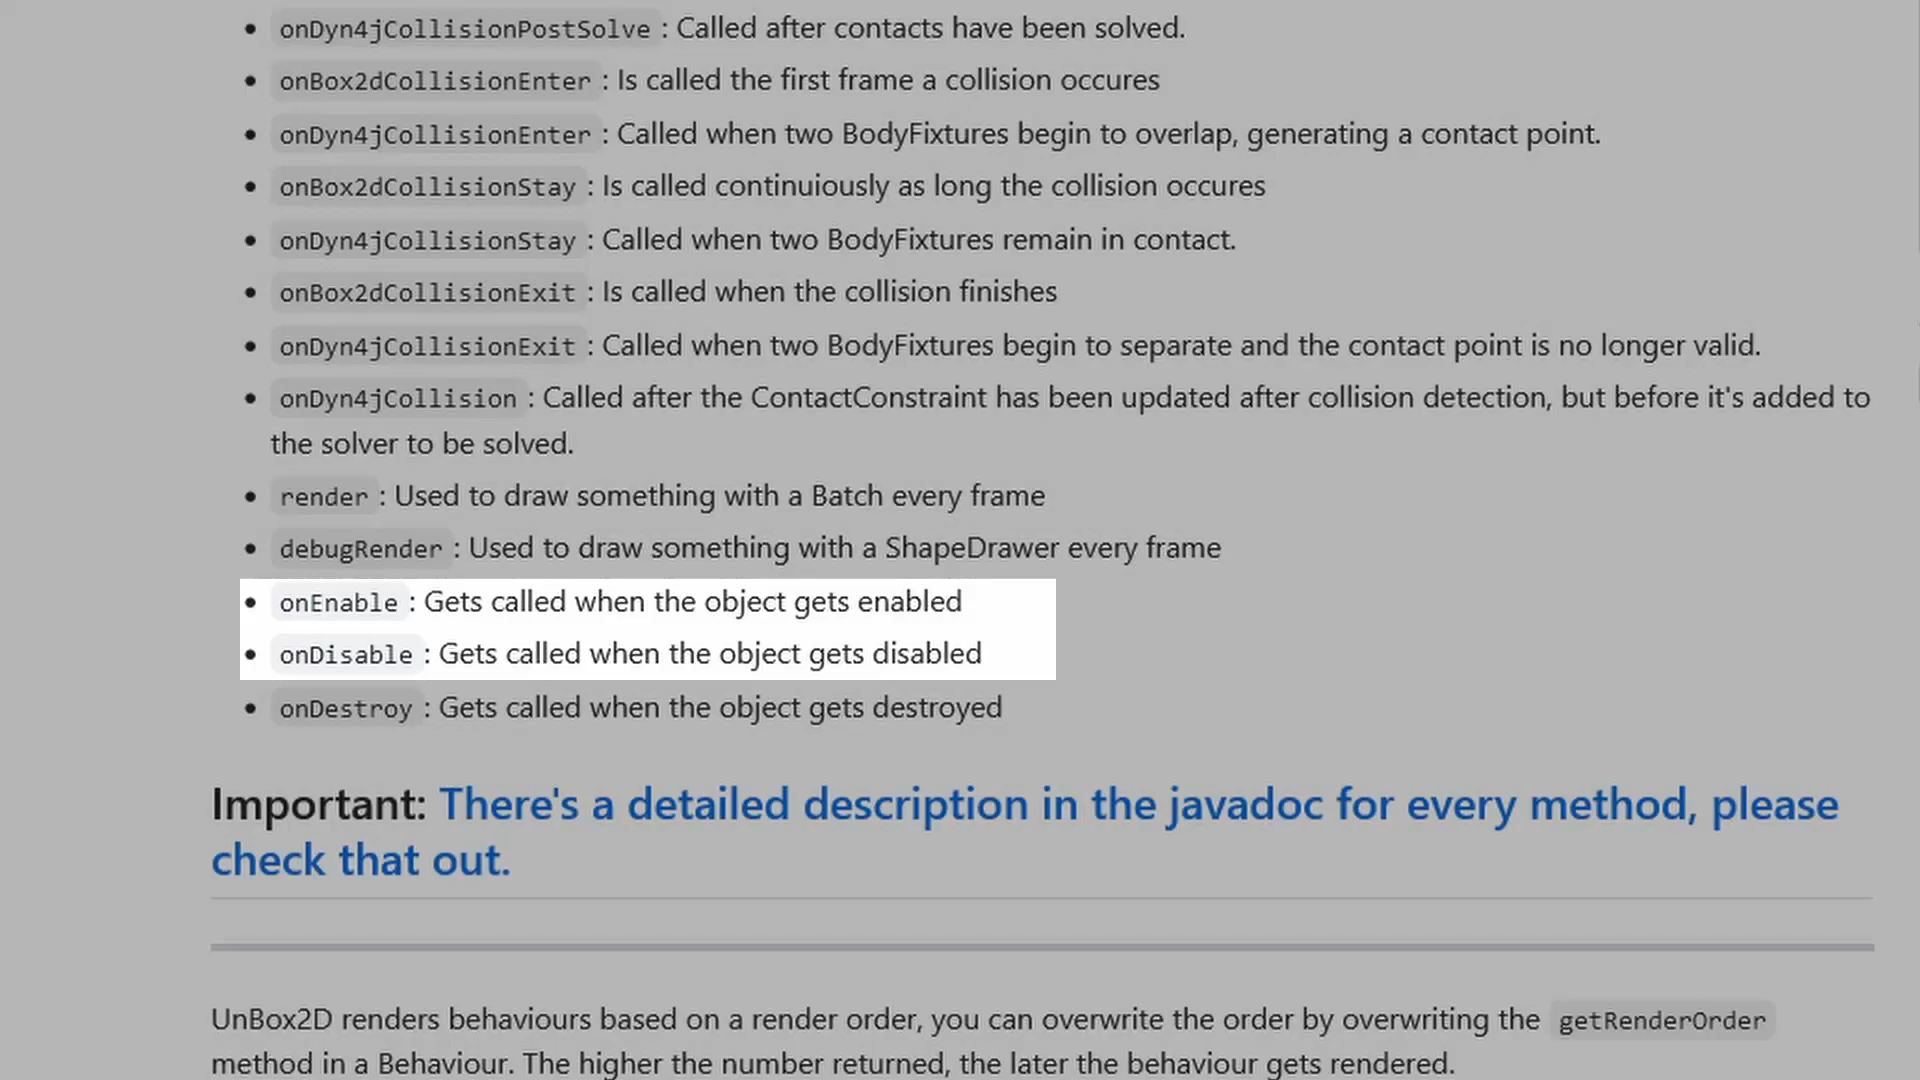 • onDyn4jCollisionPostSolve : Called after contacts have been solved.
• onBox2dCollisionEnter : Is called the first frame a collision occures
• onDyn4jCollisionEnter : Called when two BodyFixtures begin to overlap, generating a contact point.
• onBox2dCollisionStay : Is called continuiously as long the collision occures
• onDyn4jCollisionStay : Called when two BodyFixtures remain in contact.
• onBox2dCollisionExit : Is called when the collision finishes
• onDyn4jCollisionExit : Called when two BodyFixtures begin to separate and the contact point is no longer valid.
• onDyn4jCollision : Called after the ContactConstraint has been updated after collision detection, but before it's added to
the solver to be solved.
• render : Used to draw something with a Batch every frame
• debugRender : Used to draw something with a ShapeDrawer every frame
• onEnable : Gets called when the object gets enabled
• onDisable : Gets called when the object gets disabled
• onDestroy : Gets called when the object gets destroyed
Important: There's a detailed description in the javadoc for every method, please
check that out.
UnBox2D renders behaviours based on a render order, you can overwrite the order by overwriting the getRenderOrder
method in a Behaviour. The higher the number returned, the later the behaviour gets rendered.